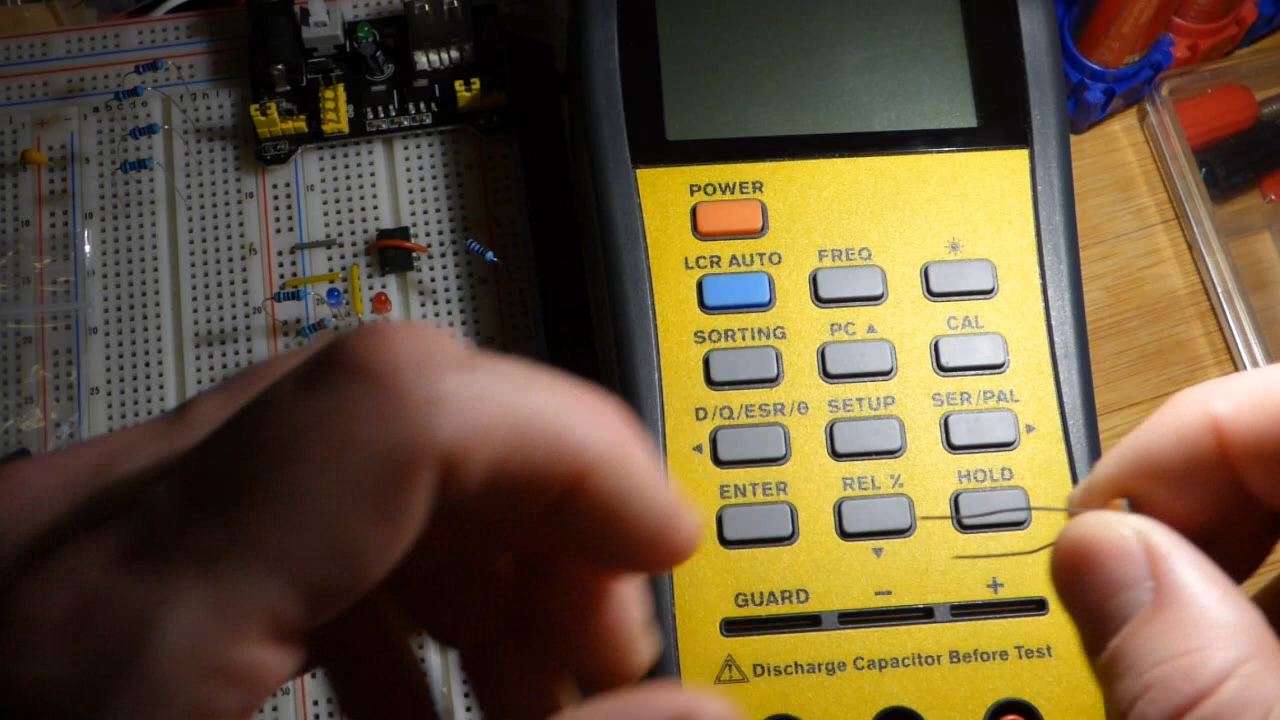 POWER
LCR AUTO FREQ
SORTING PC ▲ CAL
D/Q/ESR/θ SETUP SER/PAL
ENTER REL % HOLD
GUARD − +
Discharge Capacitor Before Test